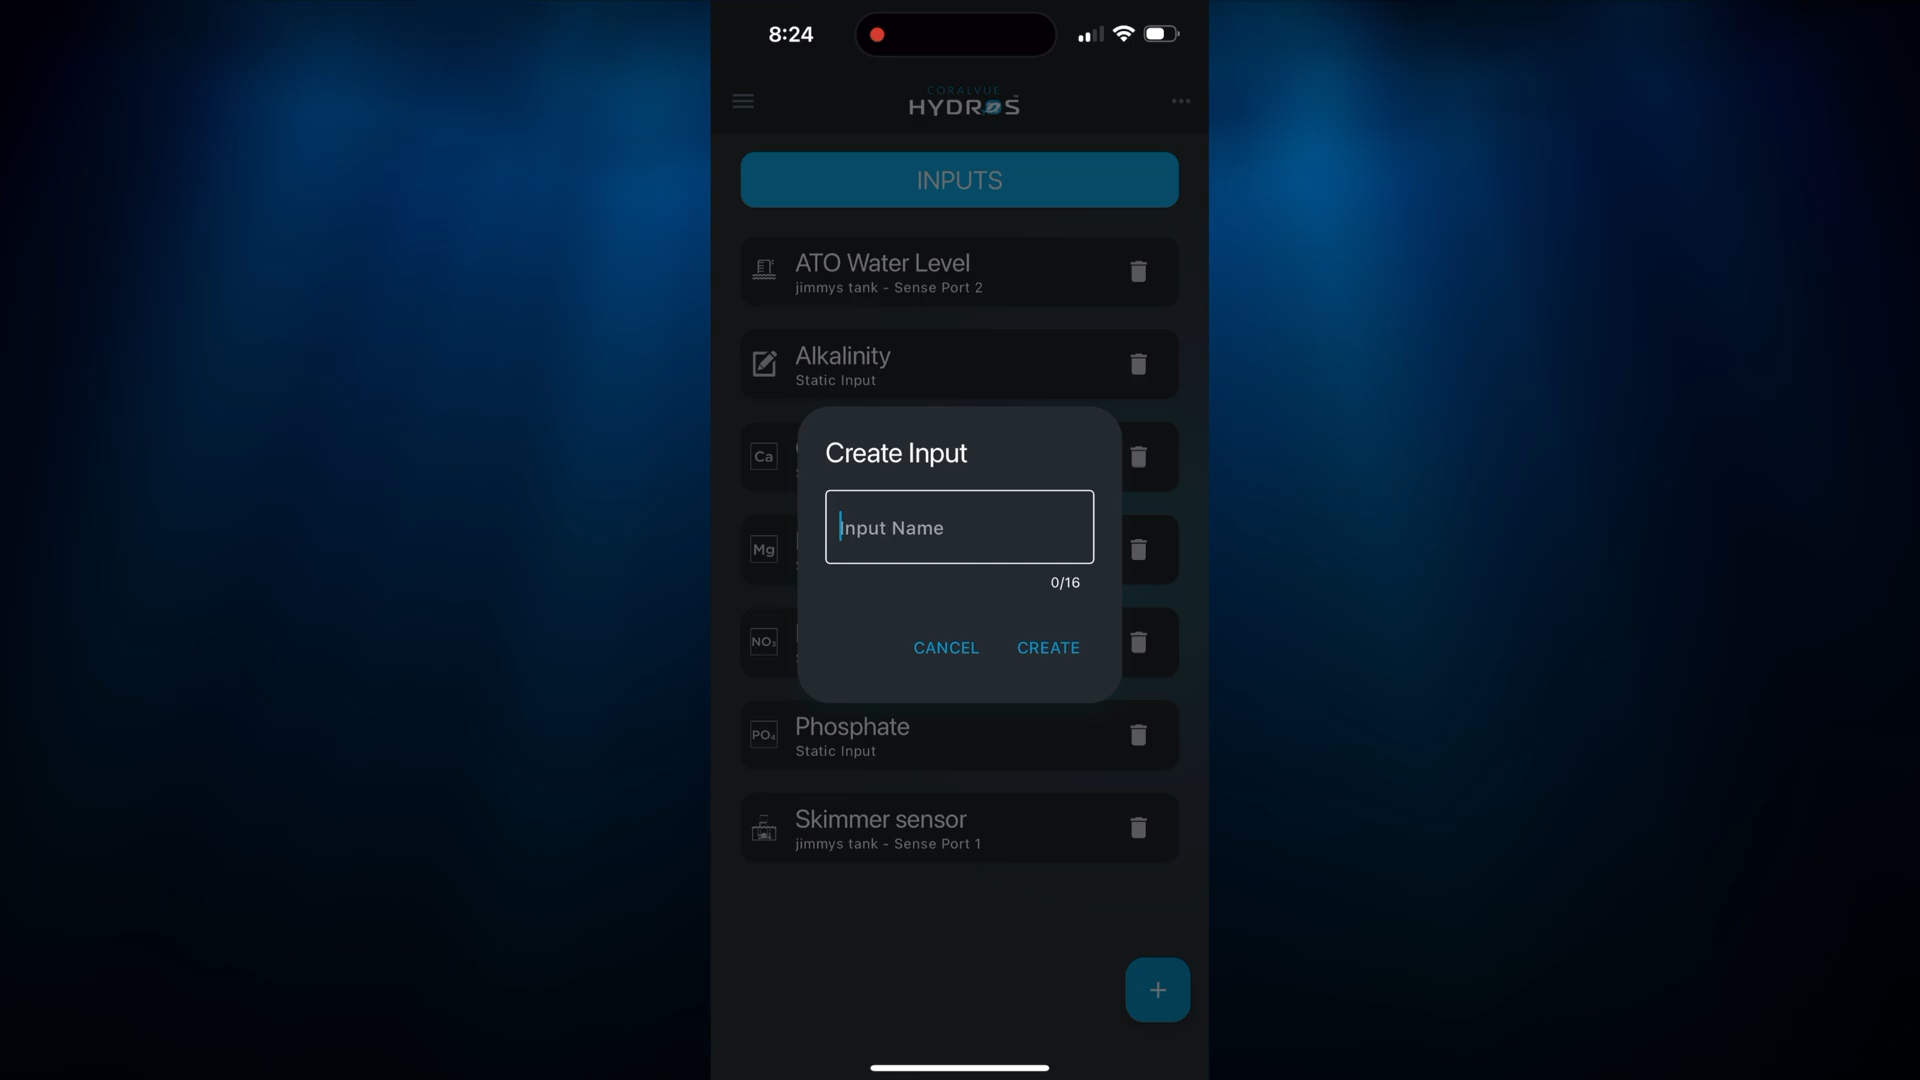 8:24
CORALVUE
HYDROS
INPUTS
ATO Water Level
jimmys tank - Sense Port 2
Alkalinity
Static Input
Ca
Create Input
Input Name
0/16
Mg
NO₃
CANCEL CREATE
PO₄
Phosphate
Static Input
Skimmer sensor
jimmys tank - Sense Port 1
+